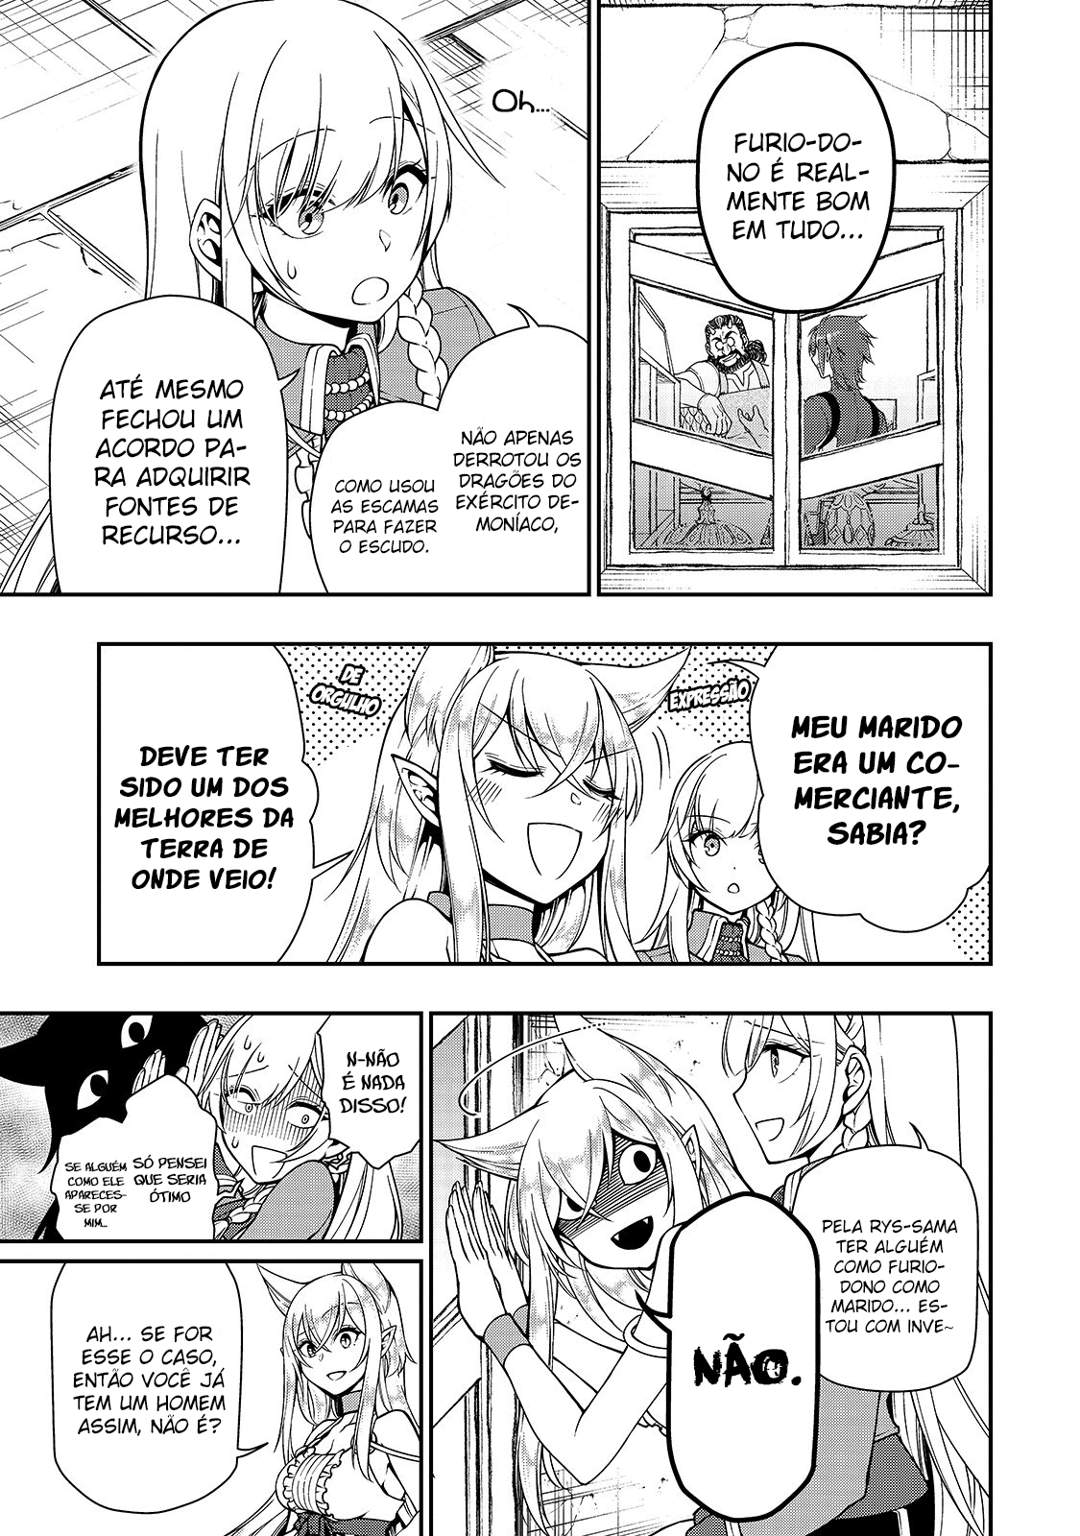 FURIO-DO-
NO É REAL-
MENTE BOM
EM TUDO...
Oh...
NÃO APENAS
DERROTOU OS
DRAGÕES DO
EXÉRCITO DE-
MONÍACO,
COMO USOU
AS ESCAMAS
PARA FAZER
O ESCUDO.
ATÉ MESMO
FECHOU UM
ACORDO PA-
RA ADQUIRIR
FONTES DE
RECURSO...
MEU MARIDO
ERA UM CO-
MERCIANTE,
SABIA?
EXPRESSÃO
DE
ORGULHO
DEVE TER
SIDO UM DOS
MELHORES DA
TERRA DE
ONDE VEIO!
PELA RYS-SAMA
TER ALGUÉM
COMO FURIO-
DONO COMO
MARIDO... ES-
TOU COM INVE~
NÃO.
N-NÃO
É NADA
DISSO!
SÓ PENSEI
QUE SERIA
ÓTIMO
SE ALGUÉM
COMO ELE
APARECES-
SE POR
MIM...
AH... SE FOR
ESSE O CASO,
ENTÃO VOCÊ JÁ
TEM UM HOMEM
ASSIM, NÃO É?